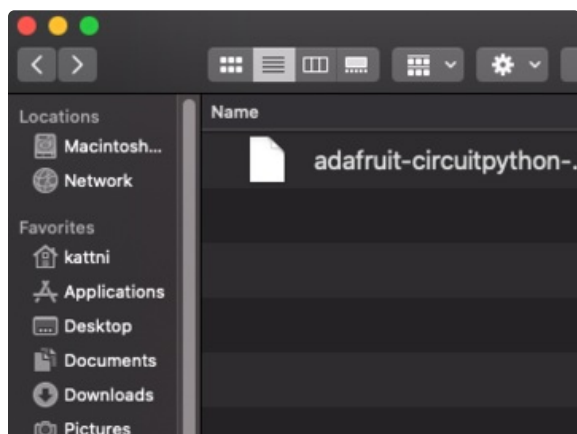 Locations
Macintosh...
Network
Favorites
kattni
Applications
Desktop
Documents
Downloads
Pictures
Name
adafruit-circuitpython-.